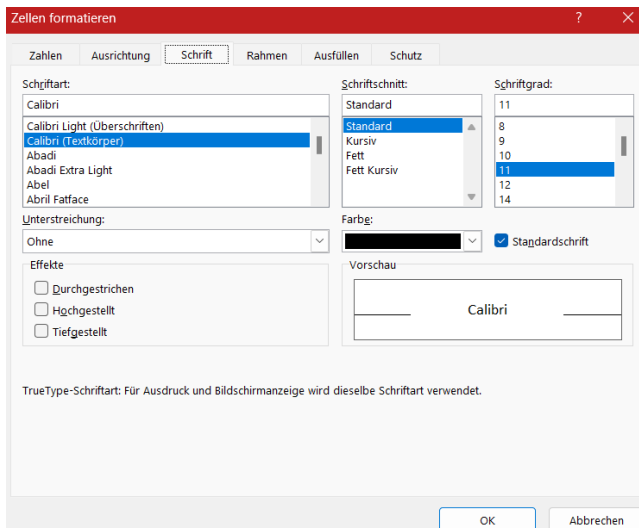 Zellen formatieren ? ✕
Zahlen Ausrichtung Schrift Rahmen Ausfüllen Schutz
Schriftart: Schriftschnitt: Schriftgrad:
Calibri Standard 11
Calibri Light (Überschriften) Standard 8
Calibri (Textkörper) Kursiv 9
Abadi Fett 10
Abadi Extra Light Fett Kursiv 11
Abel 12
Abril Fatface 14
Unterstreichung: Farbe:
Ohne Standardschrift
Effekte Vorschau
Durchgestrichen
Hochgestellt Calibri
Tiefgestellt
TrueType-Schriftart: Für Ausdruck und Bildschirmanzeige wird dieselbe Schriftart verwendet.
OK Abbrechen